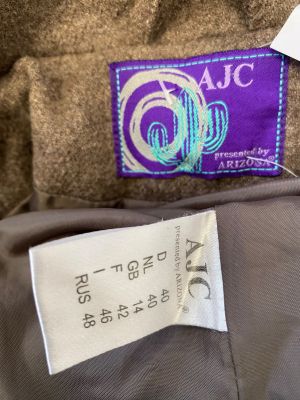 AJC
presented by
ARIZONA®
AJC
presented by
ARIZONA®
D 40
NL 40
GB 14
F 42
I 46
RUS 48